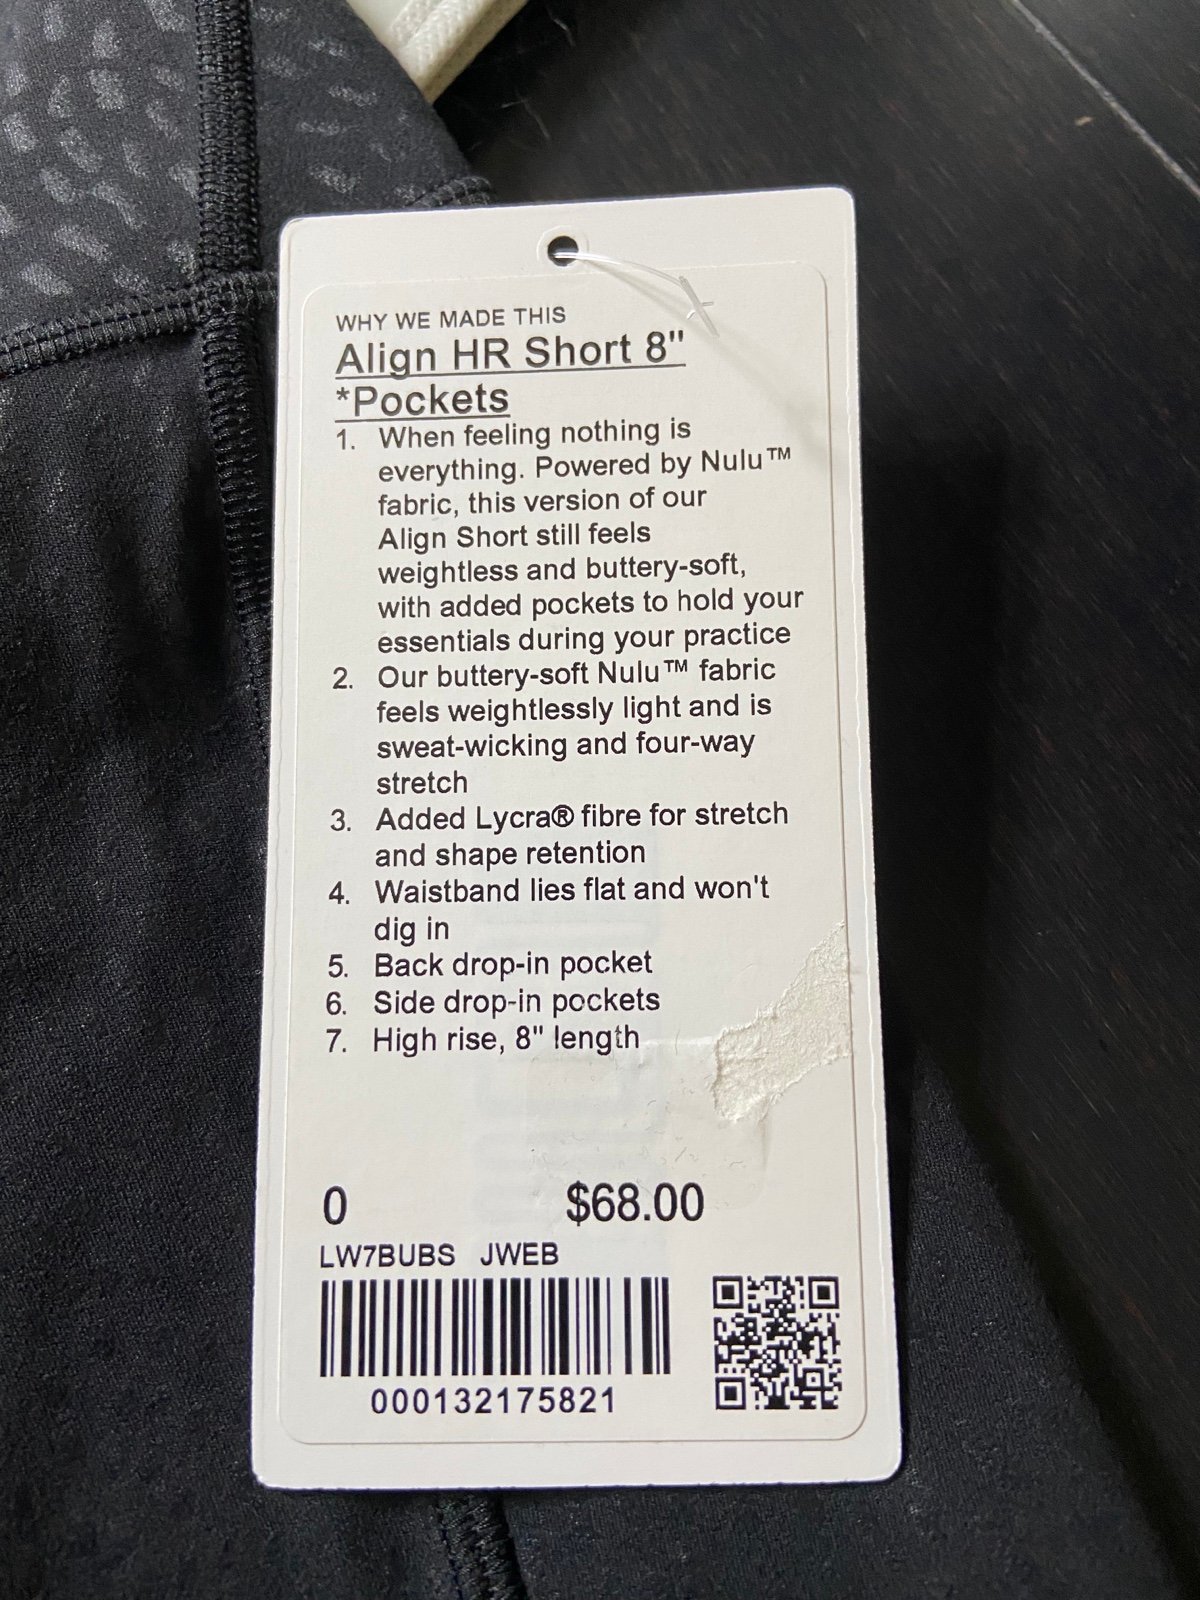 WHY WE MADE THIS
Align HR Short 8"
*Pockets
1. When feeling nothing is
everything. Powered by Nulu™
fabric, this version of our
Align Short still feels
weightless and buttery-soft,
with added pockets to hold your
essentials during your practice
2. Our buttery-soft Nulu™ fabric
feels weightlessly light and is
sweat-wicking and four-way
stretch
3. Added Lycra® fibre for stretch
and shape retention
4. Waistband lies flat and won't
dig in
5. Back drop-in pocket
6. Side drop-in pockets
7. High rise, 8" length
0 $68.00
LW7BUBS JWEB
000132175821